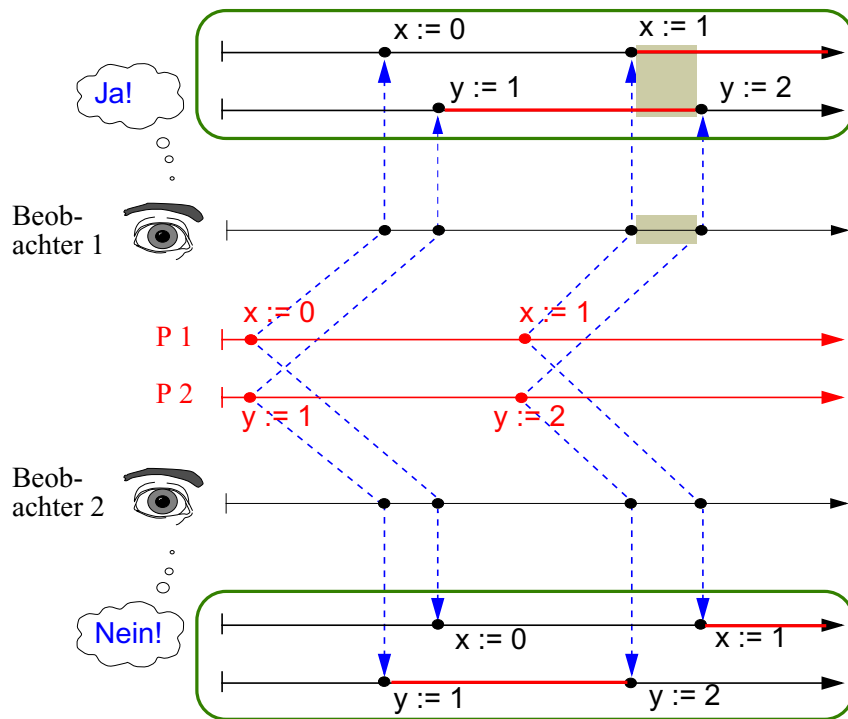 x := 0
x := 1
Ja!
y := 1
y := 2
Beob-
achter 1
x := 0
x := 1
P 1
P 2
y := 1
y := 2
Beob-
achter 2
Nein!
x := 0
x := 1
y := 1
y := 2